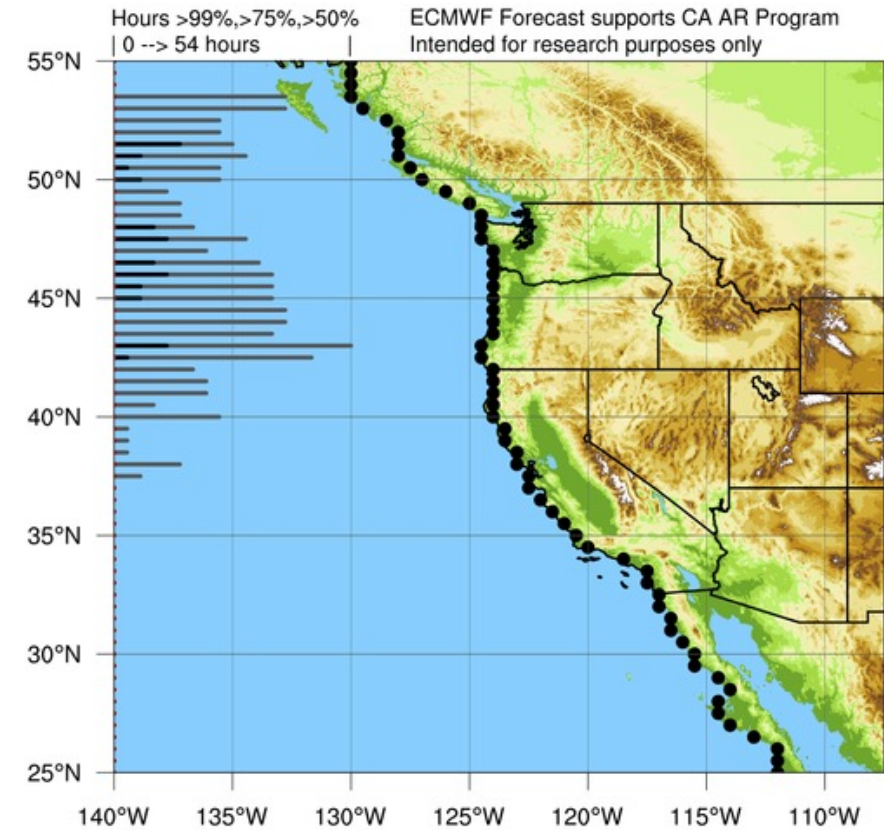 Hours >99%,>75%,>50%
| 0 --> 54 hours |
ECMWF Forecast supports CA AR Program
Intended for research purposes only
55°N
50°N
45°N
40°N
35°N
30°N
25°N
140°W 135°W 130°W 125°W 120°W 115°W 110°W